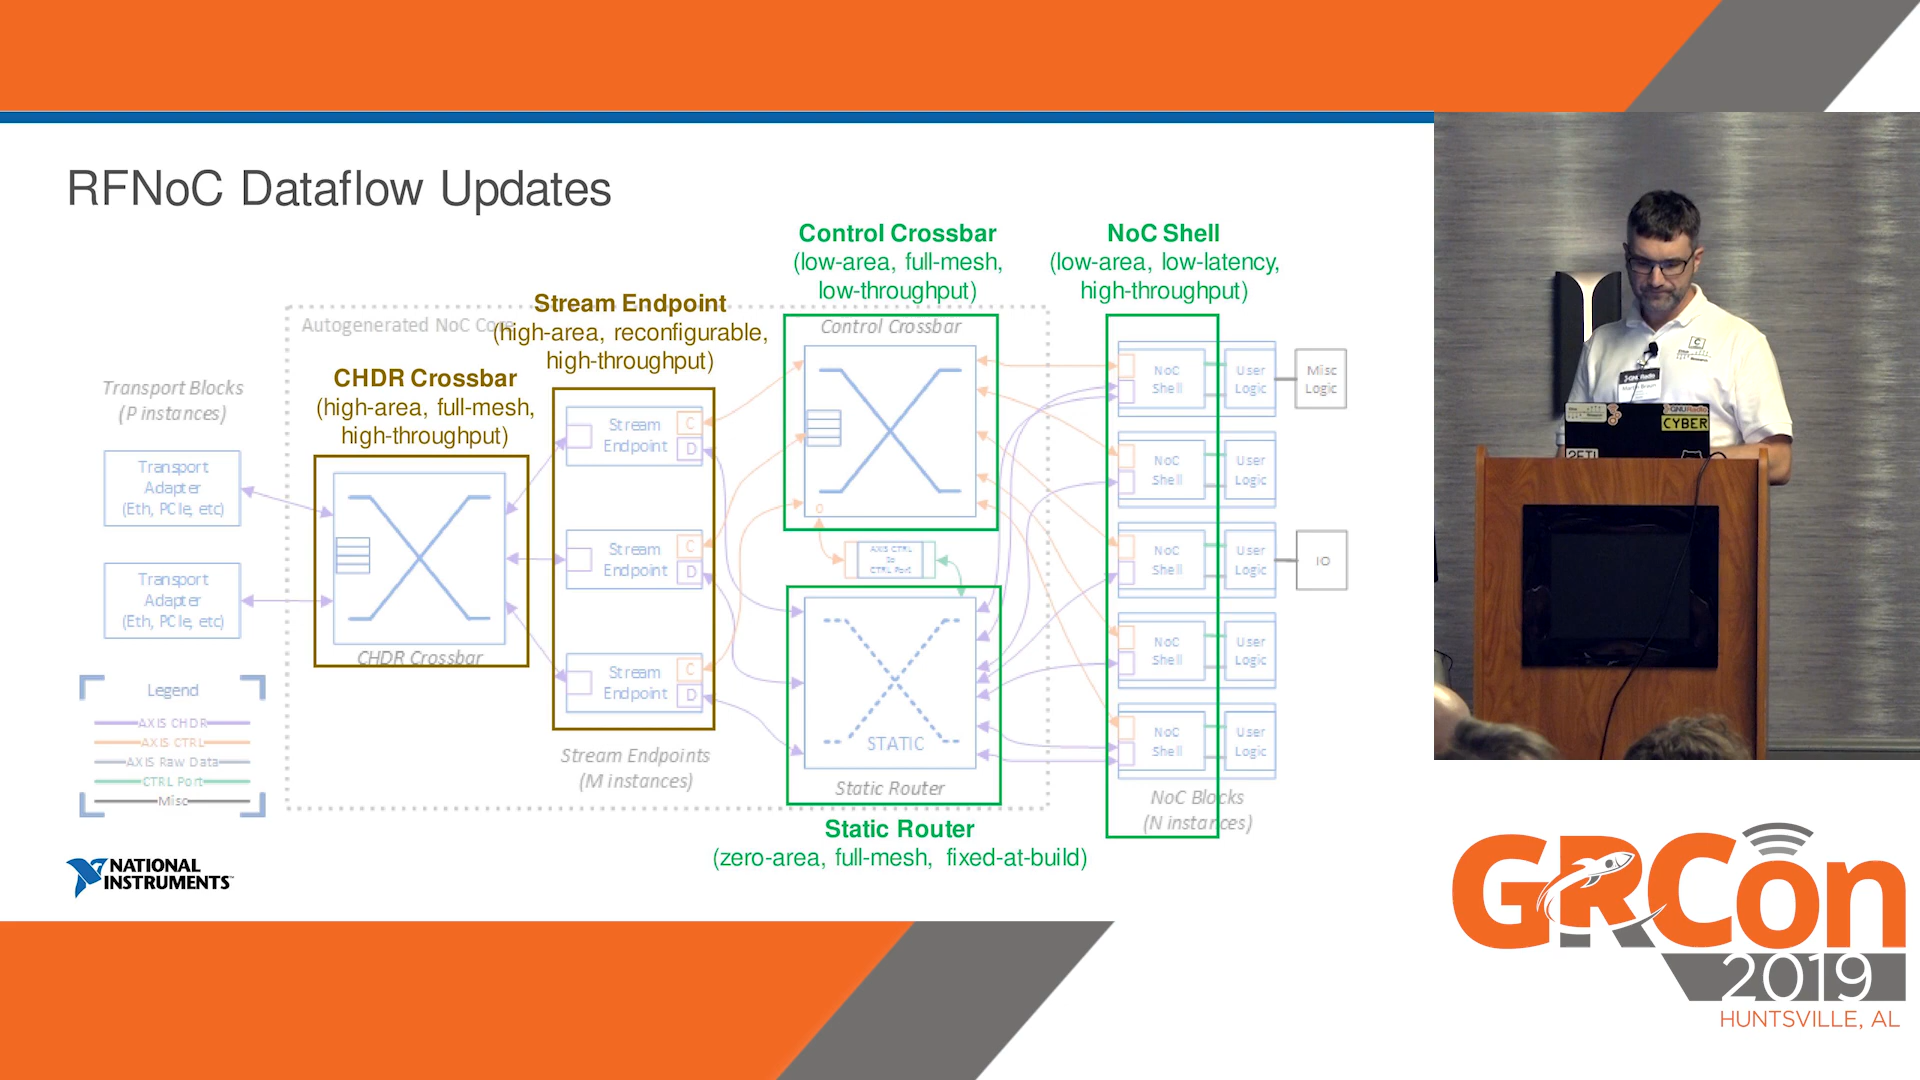 RFNoC Dataflow Updates
Control Crossbar
(low-area, full-mesh,
low-throughput)
NoC Shell
(low-area, low-latency,
high-throughput)
Stream Endpoint
(high-area, reconfigurable,
high-throughput)
CHDR Crossbar
(high-area, full-mesh,
high-throughput)
Autogenerated NoC Co
Control Crossbar
Transport Blocks
(P instances)
Transport
Adapter
(Eth, PCIe, etc)
Transport
Adapter
(Eth, PCIe, etc)
CHDR Crossbar
Stream
Endpoint
C
D
Stream
Endpoint
C
D
Stream
Endpoint
C
D
Stream Endpoints
(M instances)
0
AXIS CTRL
to
CTRL Port
STATIC
Static Router
NoC
Shell
User
Logic
Misc
Logic
NoC
Shell
User
Logic
NoC
Shell
User
Logic
IO
NoC
Shell
User
Logic
NoC
Shell
User
Logic
NoC Blocks
(N instances)
Legend
AXIS CHDR
AXIS CTRL
AXIS Raw Data
CTRL Port
Misc
Static Router
(zero-area, full-mesh, fixed-at-build)
NATIONAL
INSTRUMENTS™
GNU Radio
CYBER
GRCon
2019
HUNTSVILLE, AL